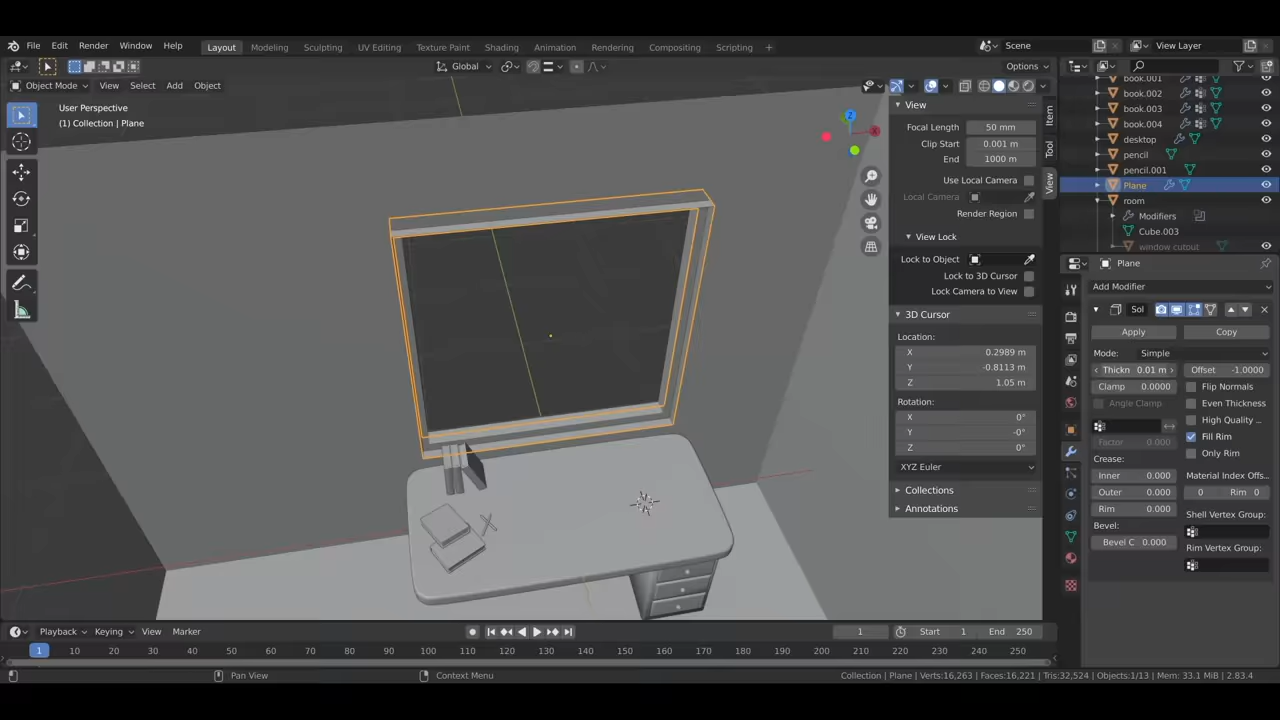 File Edit Render Window Help Layout Modeling Sculpting UV Editing Texture Paint Shading Animation Rendering Compositing Scripting + Scene View Layer
Global Options
Object Mode View Select Add Object
User Perspective
(1) Collection | Plane
View
Focal Length 50 mm
Clip Start 0.001 m
End 1000 m
Use Local Camera
Local Camera
Render Region
View Lock
Lock to Object
Lock to 3D Cursor
Lock Camera to View
3D Cursor
Location:
X 0.2989 m
Y -0.8113 m
Z 1.05 m
Rotation:
X 0°
Y -0°
Z 0°
XYZ Euler
Collections
Annotations
Item
Tool
View
Z
X
book.001
book.002
book.003
book.004
desktop
pencil
pencil.001
Plane
room
Modifiers
Cube.003
window cutout
Plane
Add Modifier
Sol
Apply Copy
Mode: Simple
Thickn 0.01 m Offset -1.0000
Clamp 0.0000 Flip Normals
Angle Clamp Even Thickness
High Quality ..
Factor 0.000 Fill Rim
Crease: Only Rim
Inner 0.000 Material Index Offs...
Outer 0.000 0 Rim 0
Rim 0.000 Shell Vertex Group:
Bevel:
Bevel C 0.000 Rim Vertex Group:
Playback Keying View Marker 1 Start 1 End 250
1 10 20 30 40 50 60 70 80 90 100 110 120 130 140 150 160 170 180 190 200 210 220 230 240 250
Pan View Context Menu Collection | Plane | Verts:16,263 | Faces:16,221 | Tris:32,524 | Objects:1/13 | Mem: 33.1 MiB | 2.83.4